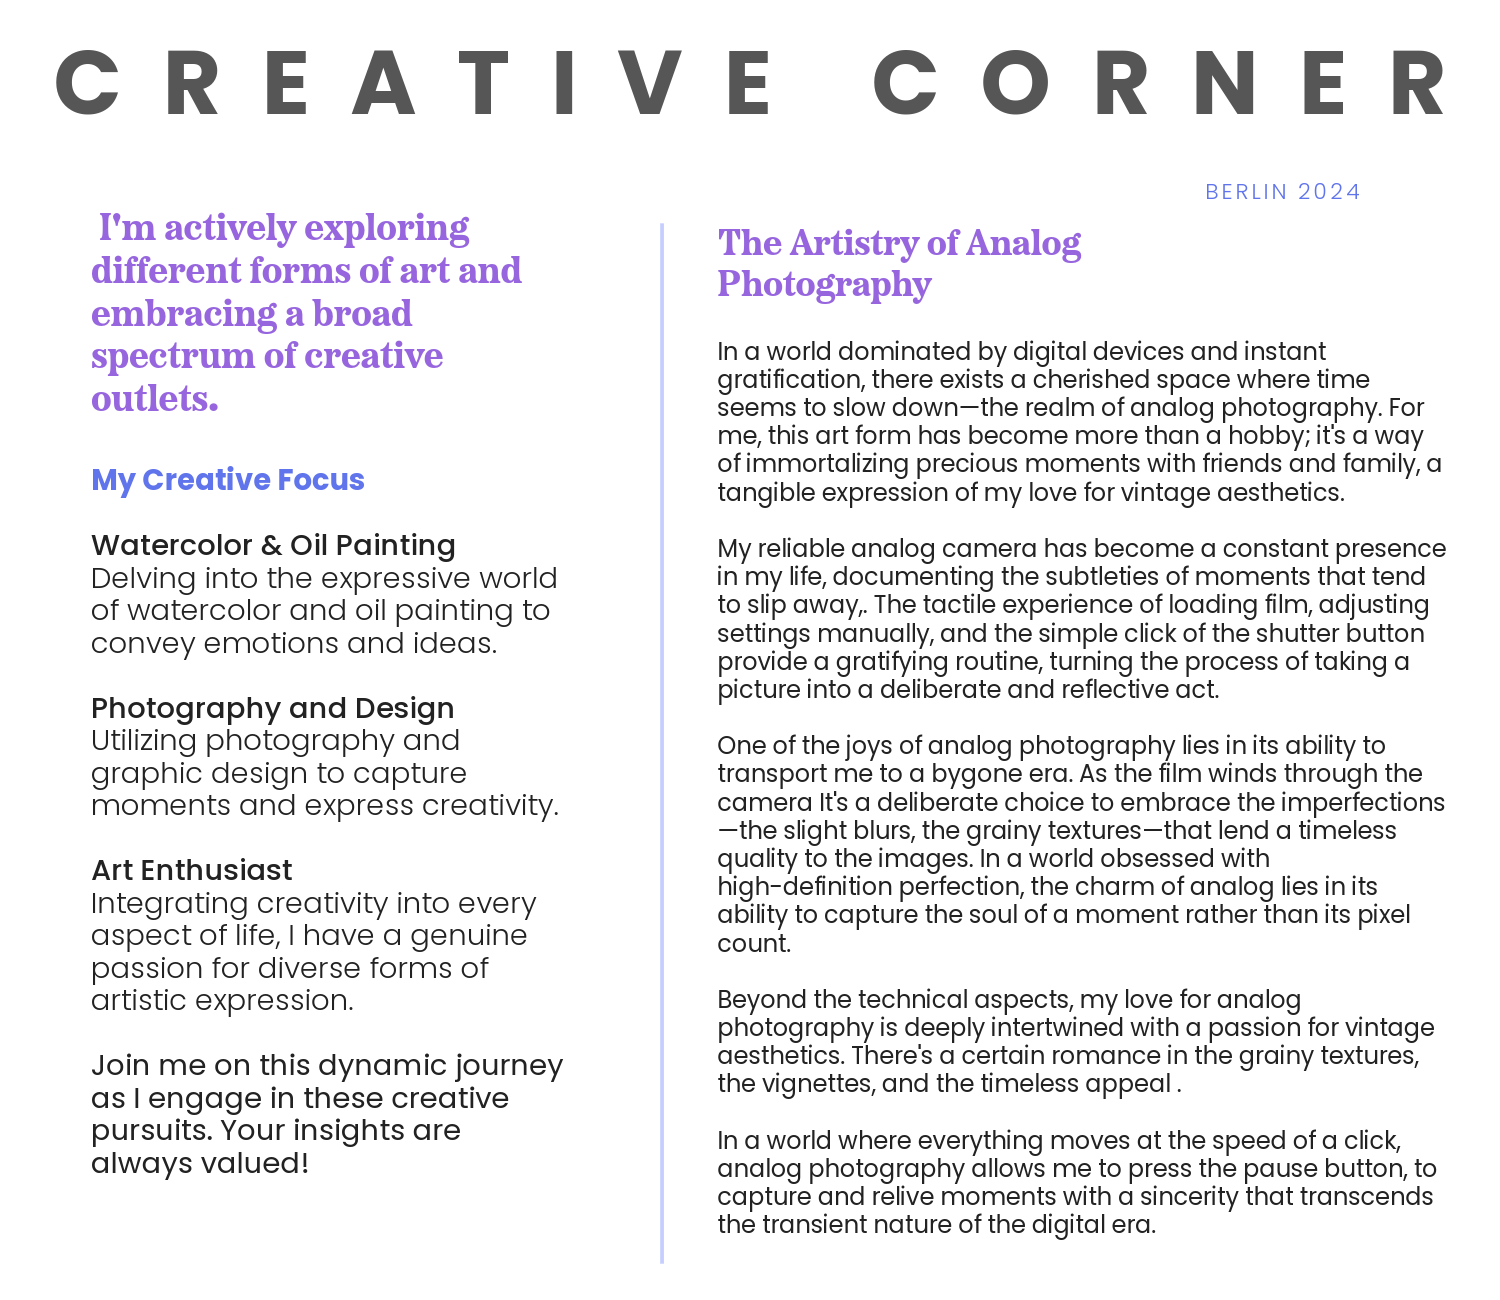 CREATIVE CORNER
BERLIN 2024
I'm actively exploring
different forms of art and
embracing a broad
spectrum of creative
outlets.
My Creative Focus
Watercolor & Oil Painting
Delving into the expressive world
of watercolor and oil painting to
convey emotions and ideas.
Photography and Design
Utilizing photography and
graphic design to capture
moments and express creativity.
Art Enthusiast
Integrating creativity into every
aspect of life, I have a genuine
passion for diverse forms of
artistic expression.
Join me on this dynamic journey
as I engage in these creative
pursuits. Your insights are
always valued!
The Artistry of Analog
Photography
In a world dominated by digital devices and instant
gratification, there exists a cherished space where time
seems to slow down—the realm of analog photography. For
me, this art form has become more than a hobby; it's a way
of immortalizing precious moments with friends and family, a
tangible expression of my love for vintage aesthetics.
My reliable analog camera has become a constant presence
in my life, documenting the subtleties of moments that tend
to slip away,. The tactile experience of loading film, adjusting
settings manually, and the simple click of the shutter button
provide a gratifying routine, turning the process of taking a
picture into a deliberate and reflective act.
One of the joys of analog photography lies in its ability to
transport me to a bygone era. As the film winds through the
camera It's a deliberate choice to embrace the imperfections
—the slight blurs, the grainy textures—that lend a timeless
quality to the images. In a world obsessed with
high-definition perfection, the charm of analog lies in its
ability to capture the soul of a moment rather than its pixel
count.
Beyond the technical aspects, my love for analog
photography is deeply intertwined with a passion for vintage
aesthetics. There's a certain romance in the grainy textures,
the vignettes, and the timeless appeal .
In a world where everything moves at the speed of a click,
analog photography allows me to press the pause button, to
capture and relive moments with a sincerity that transcends
the transient nature of the digital era.